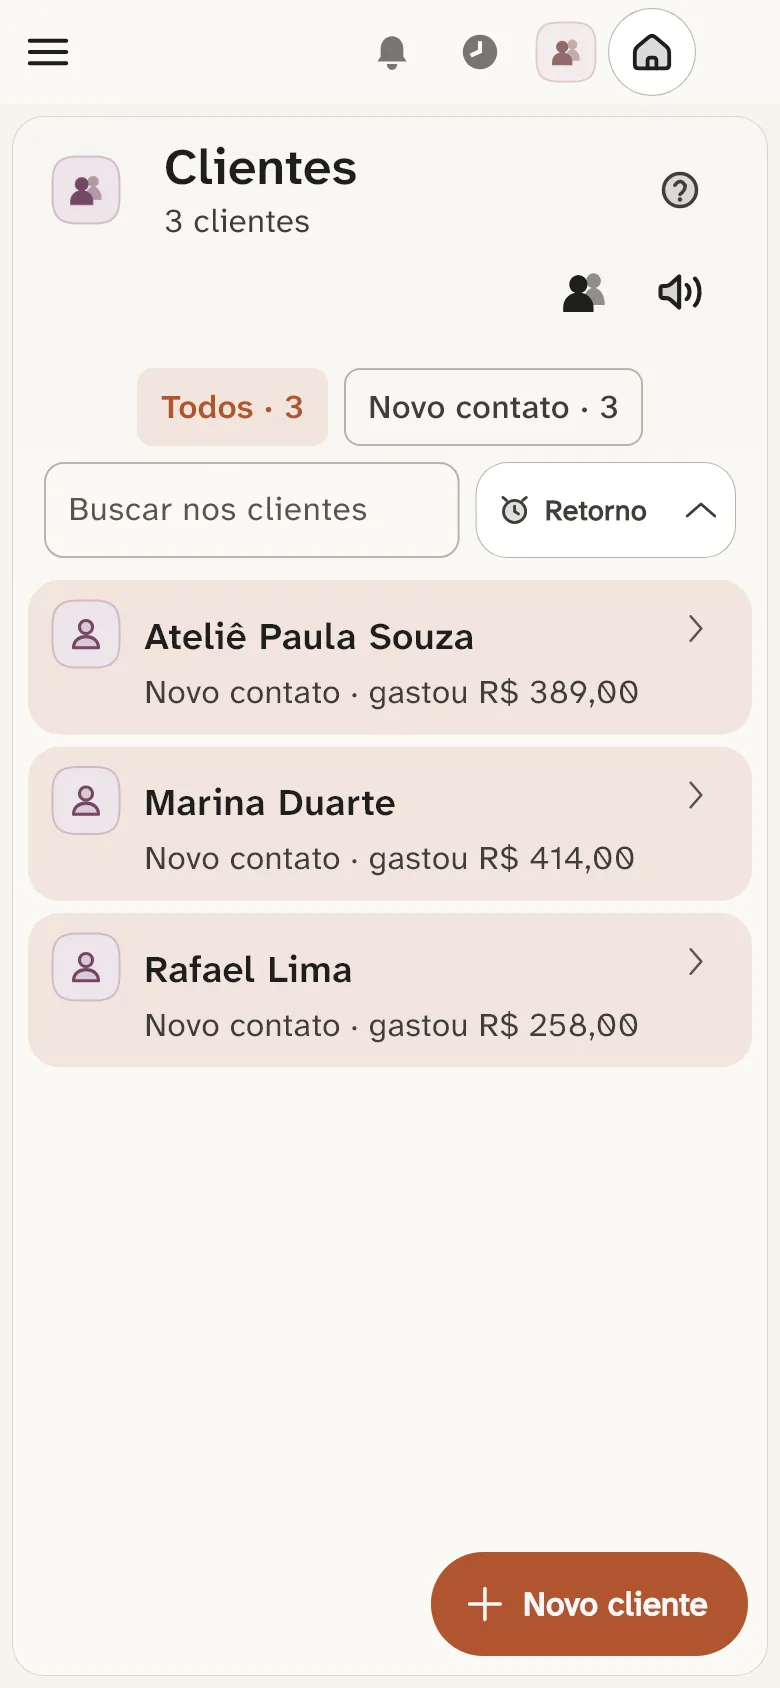 Clientes
3 clientes
Todos · 3
Novo contato · 3
Buscar nos clientes
Retorno
Ateliê Paula Souza
Novo contato · gastou R$ 389,00
Marina Duarte
Novo contato · gastou R$ 414,00
Rafael Lima
Novo contato · gastou R$ 258,00
Novo cliente